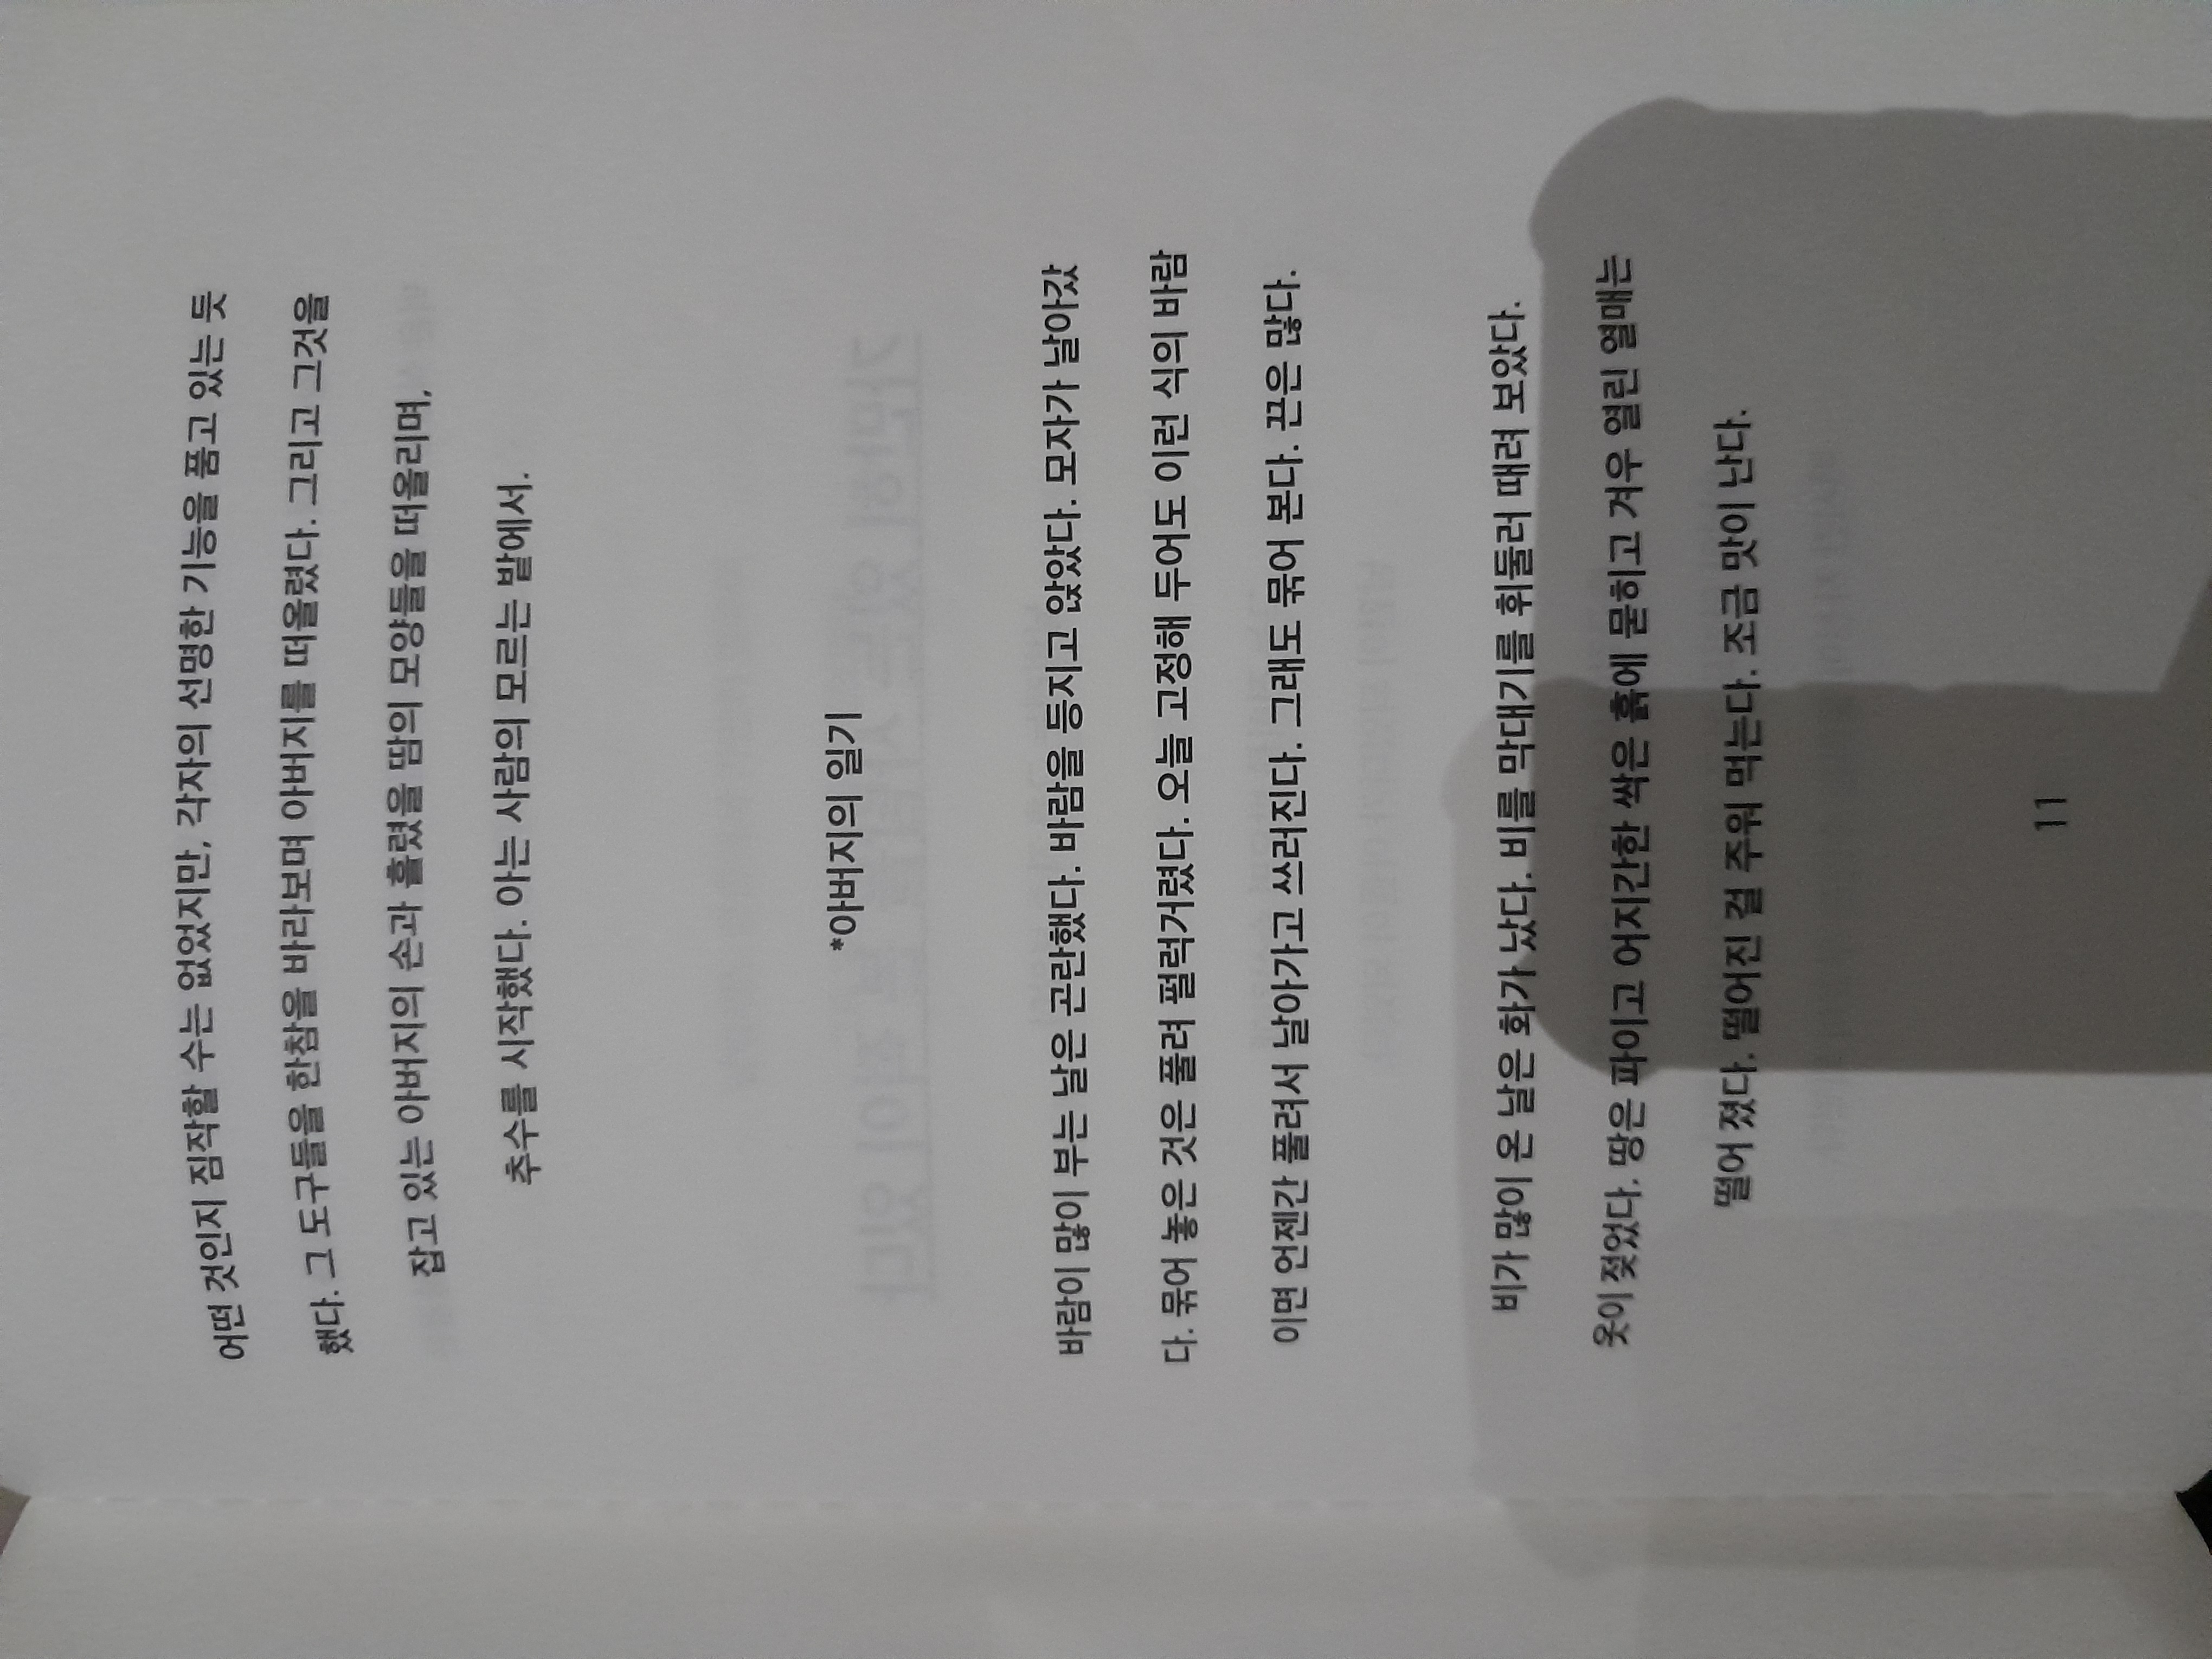 어떤 것인지 짐작할 수는 없었지만, 각자의 선명한 기능을 품고 있는 듯
했다. 그 도구들을 한참을 바라보며 아버지를 떠올렸다. 그리고 그것을
잡고 있는 아버지의 손과 흘렸을 땀의 모양들을 떠올리며,
추수를 시작했다. 아는 사람의 모르는 밭에서.
*아버지의 일기
바람이 많이 부는 날은 곤란했다. 바람을 등지고 앉았다. 모자가 날아갔
다. 묶어 놓은 것은 풀려 펄럭거렸다. 오늘 고정해 두어도 이런 식의 바람
이면 언젠간 풀려서 날아가고 쓰러진다. 그래도 묶어 본다. 끈은 많다.
비가 많이 온 날은 화가 났다. 비를 막대기를 휘둘러 때려 보았다.
옷이 젖었다. 땅은 파이고 어지간한 싹은 흙에 묻히고 겨우 열린 열매는
떨어 졌다. 떨어진 걸 주워 먹는다. 조금 맛이 난다.
11